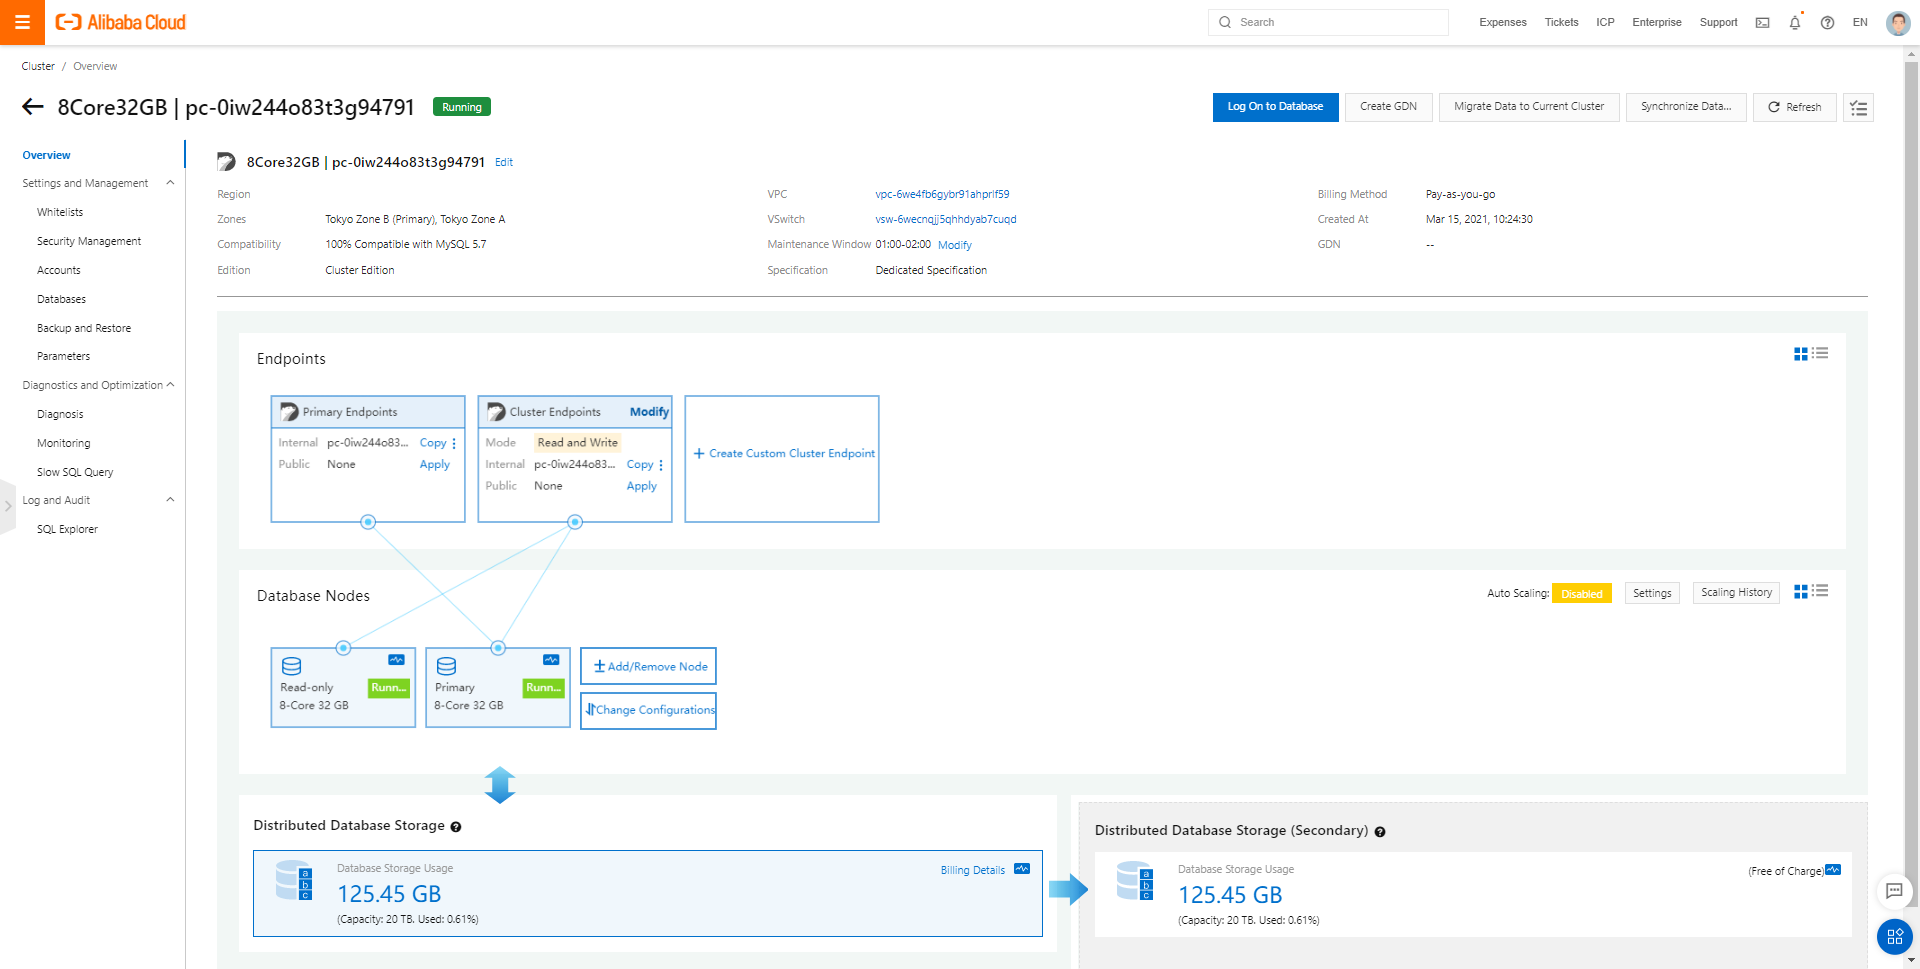 Alibaba Cloud
Search
Expenses
Tickets
ICP
Enterprise
Support
EN
Cluster / Overview
8Core32GB | pc-0iw244o83t3g94791
Running
Log On to Database
Create GDN
Migrate Data to Current Cluster
Synchronize Data...
Refresh
Overview
Settings and Management
Whitelists
Security Management
Accounts
Databases
Backup and Restore
Parameters
Diagnostics and Optimization
Diagnosis
Monitoring
Slow SQL Query
Log and Audit
SQL Explorer
8Core32GB | pc-0iw244o83t3g94791 Edit
Region
VPC vpc-6we4fb6gybr91ahprlf59
Billing Method Pay-as-you-go
Zones Tokyo Zone B (Primary), Tokyo Zone A
VSwitch vsw-6wecnqjj5qhhdyab7cuqd
Created At Mar 15, 2021, 10:24:30
Compatibility 100% Compatible with MySQL 5.7
Maintenance Window 01:00-02:00 Modify
GDN --
Edition Cluster Edition
Specification Dedicated Specification
Endpoints
Primary Endpoints
Internal pc-0iw244o83... Copy
Public None Apply
Cluster Endpoints Modify
Mode Read and Write
Internal pc-0iw244o83... Copy
Public None Apply
+ Create Custom Cluster Endpoint
Database Nodes
Auto Scaling: Disabled
Settings
Scaling History
Read-only Runn...
8-Core 32 GB
Primary Runn...
8-Core 32 GB
Add/Remove Node
Change Configurations
Distributed Database Storage
Database Storage Usage
Billing Details
a
b
c
125.45 GB
(Capacity: 20 TB. Used: 0.61%)
Distributed Database Storage (Secondary)
Database Storage Usage
(Free of Charge)
a
b
c
125.45 GB
(Capacity: 20 TB. Used: 0.61%)